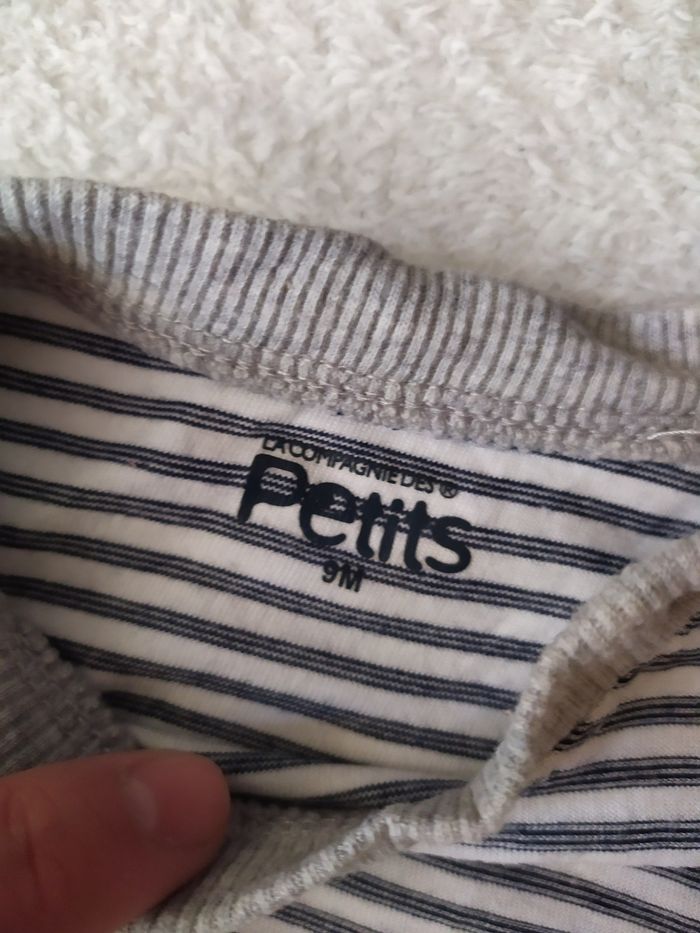 LA COMPAGNIE DES ®
Petits
9M